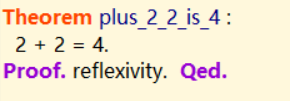 Theorem plus_2_2_is_4 :
2 + 2 = 4.
Proof. reflexivity. Qed.